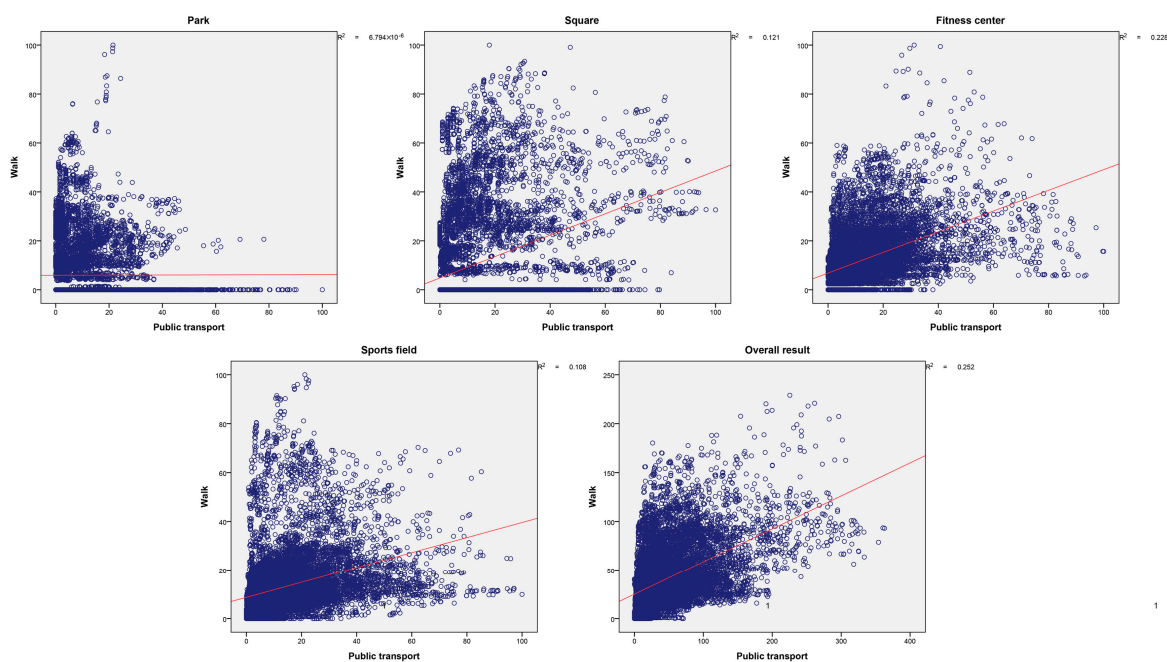 Park
R² = 6.794×10⁻⁶
Walk
100
80
60
40
20
0
0 20 40 60 80 100
Public transport
Square
R² = 0.121
Walk
100
80
60
40
20
0
0 20 40 60 80 100
Public transport
Fitness center
R² = 0.228
Walk
100
80
60
40
20
0
0 20 40 60 80 100
Public transport
Sports field
R² = 0.108
Walk
100
80
60
40
20
0
0 20 40 60 80 100
Public transport
Overall result
R² = 0.252
Walk
250
200
150
100
50
0
0 100 200 300 400
Public transport
1
1